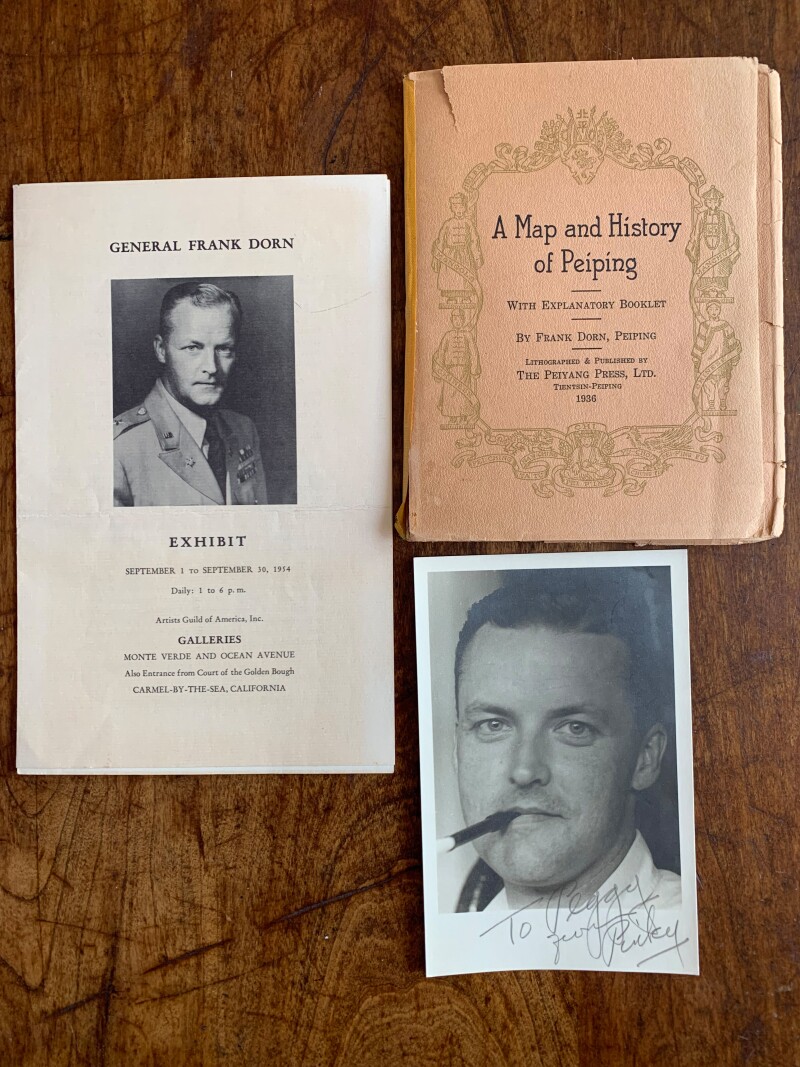 GENERAL FRANK DORN
EXHIBIT
SEPTEMBER 1 TO SEPTEMBER 30, 1954
Daily: 1 to 6 p. m.
Artists Guild of America, Inc.
GALLERIES
MONTE VERDE AND OCEAN AVENUE
Also Entrance from Court of the Golden Bough
CARMEL-BY-THE-SEA, CALIFORNIA
A Map and History
of Peiping
WITH EXPLANATORY BOOKLET
BY FRANK DORN, PEIPING
LITHOGRAPHED & PUBLISHED BY
THE PEIYANG PRESS, LTD.
TIENTSIN-PEIPING
1936
To Peggy
from
Pinky